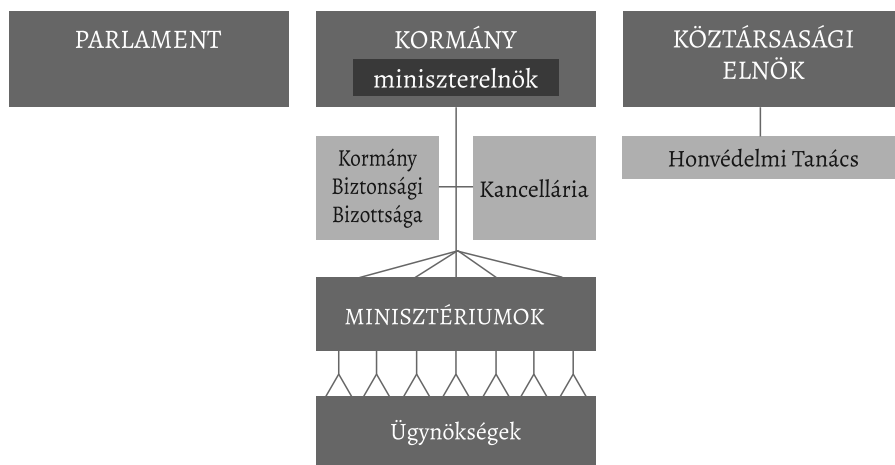 PARLAMENT
KORMÁNY
miniszterelnök
KÖZTÁRSASÁGI
ELNÖK
Kormány
Biztonsági
Bizottsága
Kancellária
Honvédelmi Tanács
MINISZTÉRIUMOK
Ügynökségek